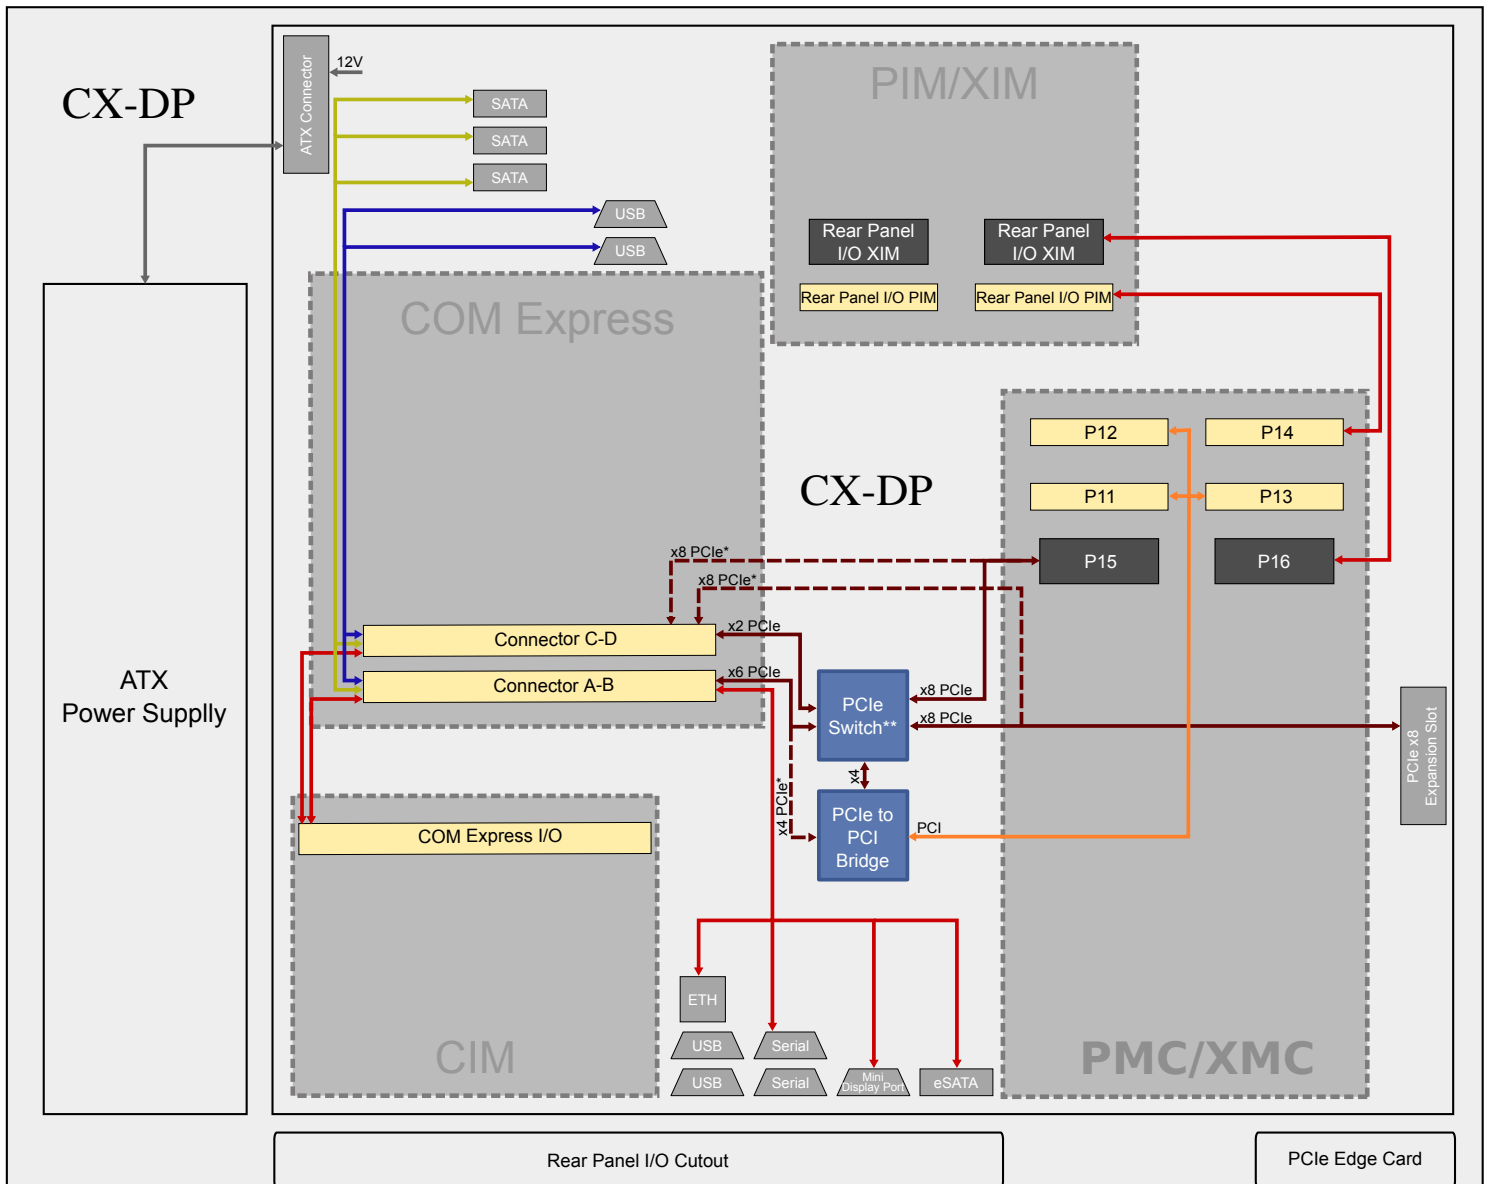 CX-DP
ATX Connector
12V
SATA
SATA
SATA
USB
USB
PIM/XIM
Rear Panel
I/O XIM
Rear Panel
I/O XIM
Rear Panel I/O PIM
Rear Panel I/O PIM
COM Express
CX-DP
P12
P14
P11
P13
P15
P16
x8 PCIe*
x8 PCIe*
Connector C-D
x2 PCIe
Connector A-B
x6 PCIe
ATX
Power Supplly
PCIe
Switch**
x8 PCIe
x8 PCIe
PCIe x8
Expansion Slot
x4
x4 PCIe*
PCIe to
PCI
Bridge
PCI
COM Express I/O
CIM
ETH
USB
Serial
USB
Serial
Mini
Display Port
eSATA
PMC/XMC
Rear Panel I/O Cutout
PCIe Edge Card